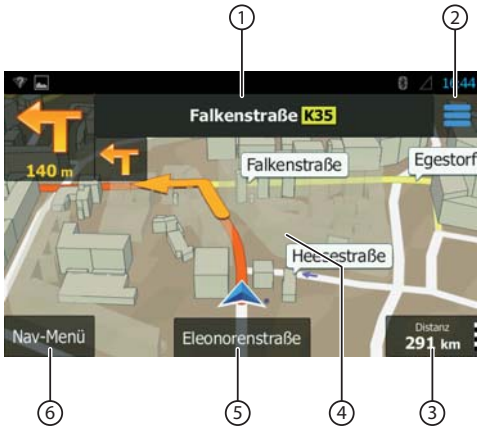 1 2
16:44
Falkenstraße K35
140 m
Falkenstraße
Egestorf
Heesestraße
Nav-Menü
Eleonorenstraße
Distanz
291 km
6 5 4 3